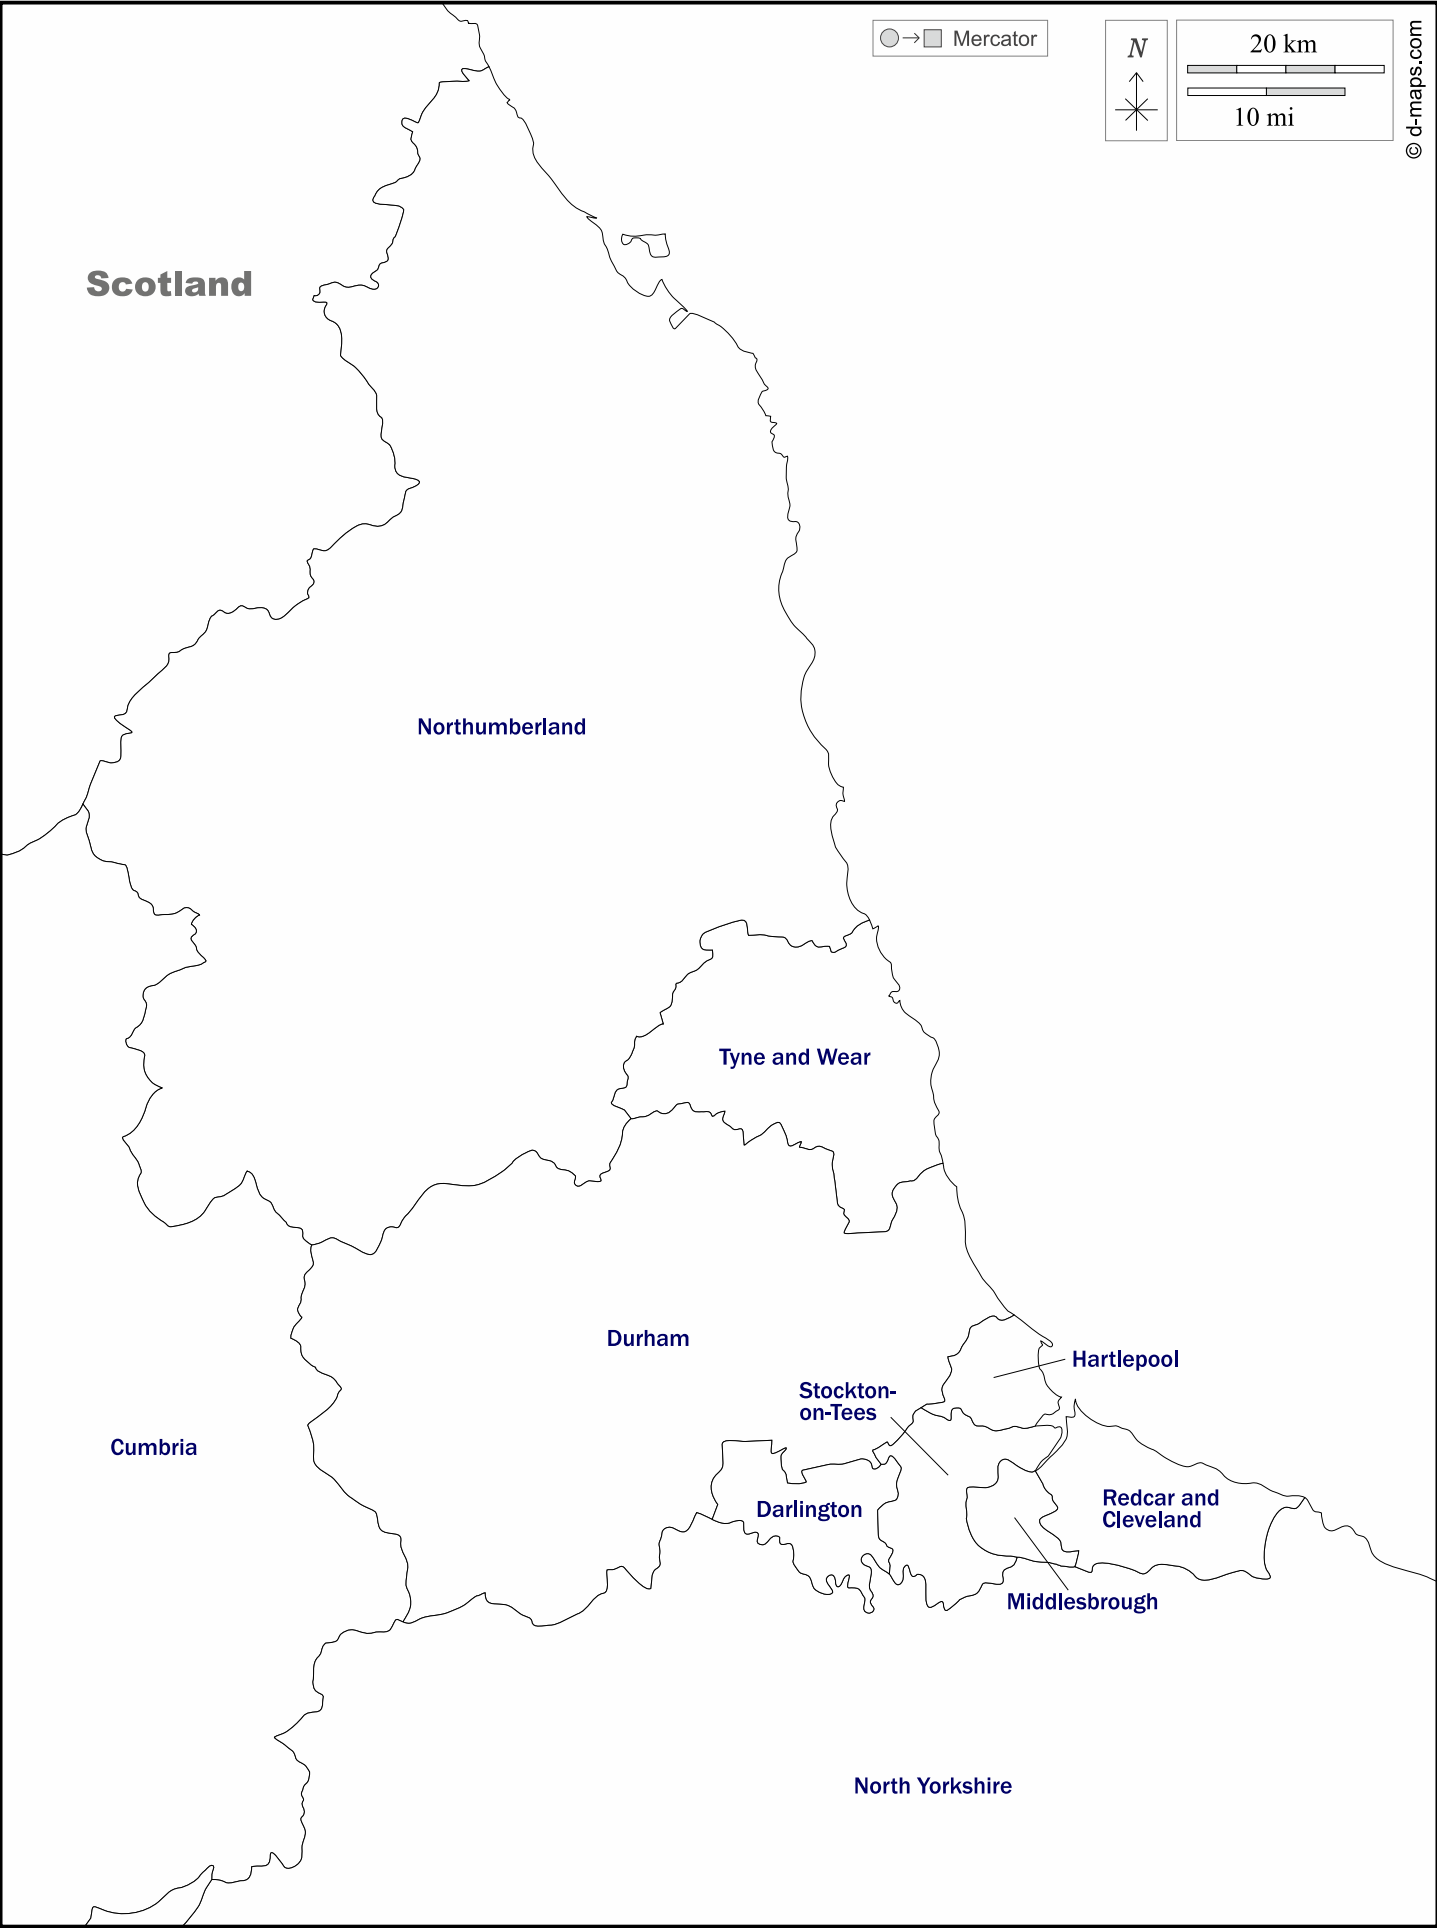 Mercator
N
20 km
10 mi
© d-maps.com
Scotland
Northumberland
Tyne and Wear
Durham
Hartlepool
Stockton-
on-Tees
Cumbria
Darlington
Redcar and
Cleveland
Middlesbrough
North Yorkshire